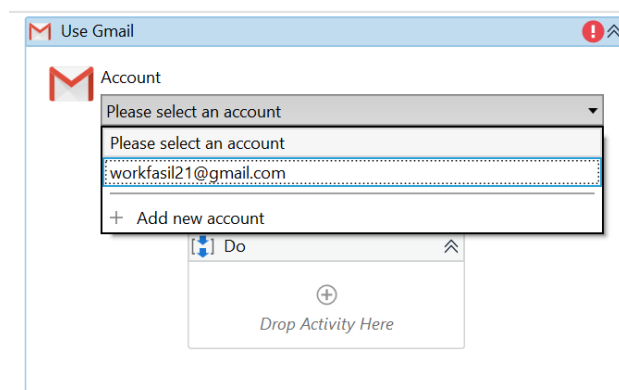 Use Gmail
Account
Please select an account
Please select an account
workfasil21@gmail.com
+ Add new account
Do
Drop Activity Here